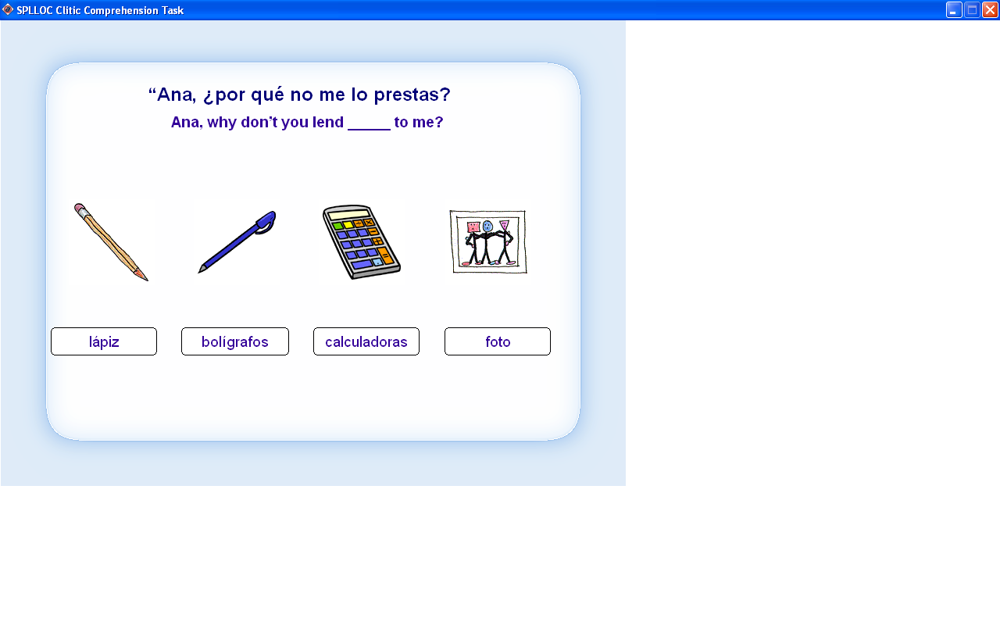 SPLLOC Clitic Comprehension Task
“Ana, ¿por qué no me lo prestas?
Ana, why don’t you lend _____ to me?
lápiz
bolígrafos
calculadoras
foto